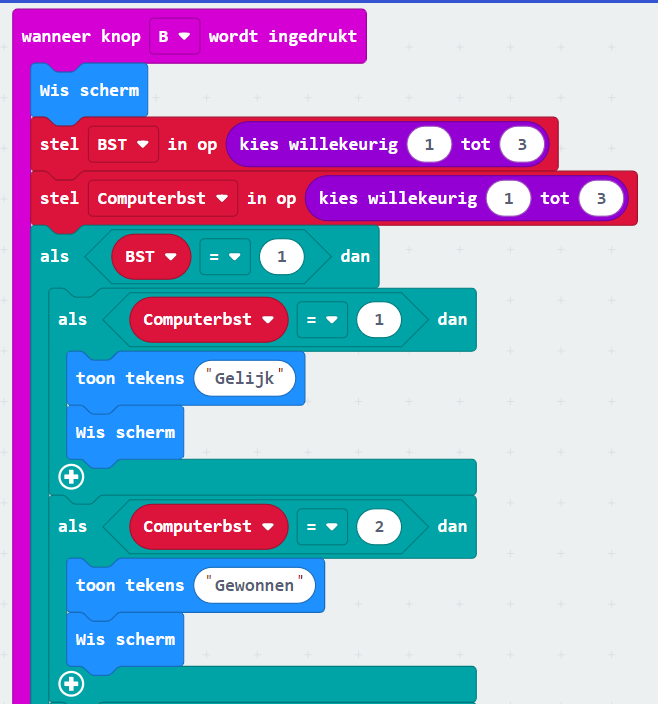 wanneer knop B wordt ingedrukt
Wis scherm
stel BST in op kies willekeurig 1 tot 3
stel Computerbst in op kies willekeurig 1 tot 3
als BST = 1 dan
als Computerbst = 1 dan
toon tekens "Gelijk"
Wis scherm
als Computerbst = 2 dan
toon tekens "Gewonnen"
Wis scherm